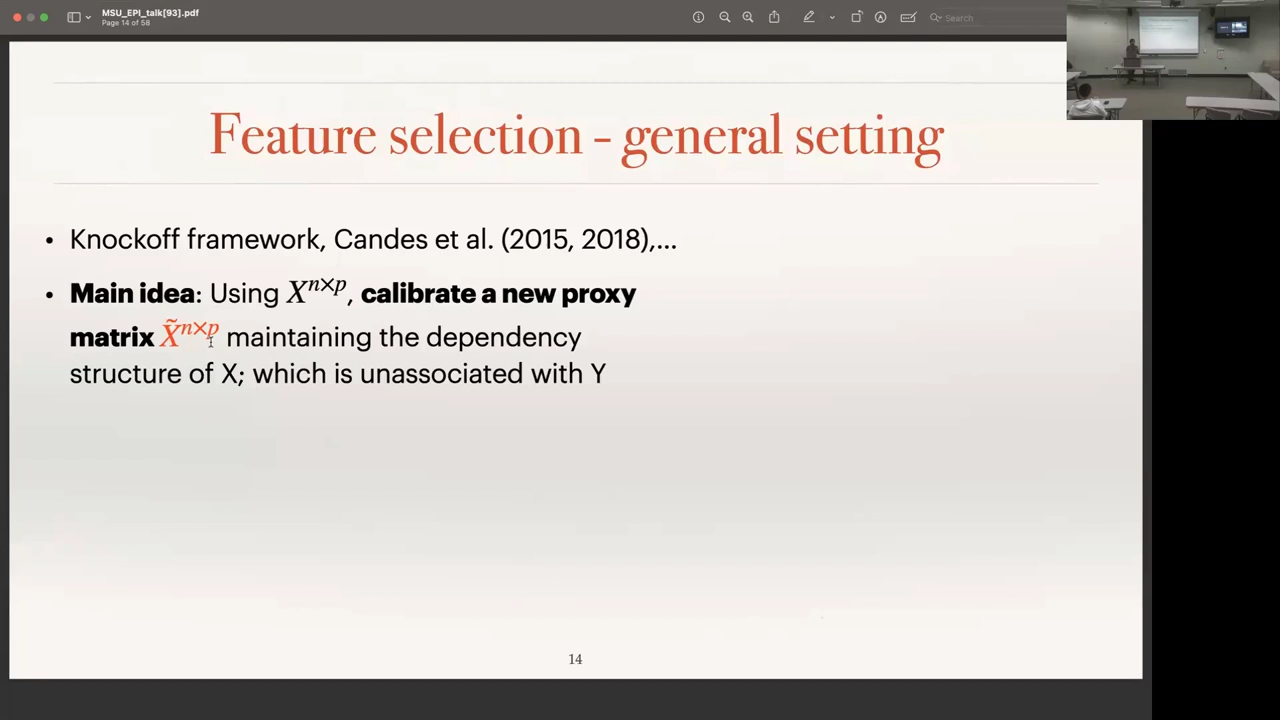 MSU_EPI_talk[93].pdf
Page 14 of 58
Search
Feature selection - general setting
• Knockoff framework, Candes et al. (2015, 2018),...
• Main idea: Using X^{n×p}, calibrate a new proxy
matrix X̃^{n×p} maintaining the dependency
structure of X; which is unassociated with Y
14